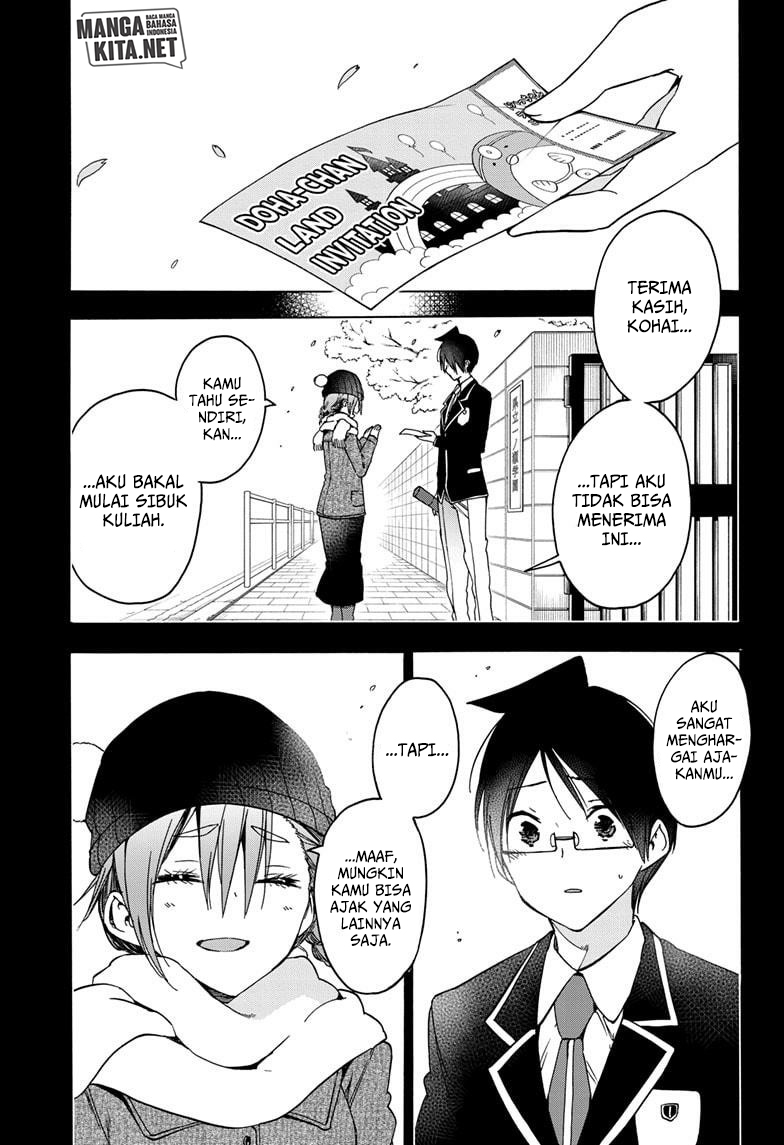 MANGA
KITA.NET
BACA MANGA
BAHASA
INDONESIA
DOHA-CHAN
LAND
INVITATION
TERIMA
KASIH,
KOHAI...
...TAPI AKU
TIDAK BISA
MENERIMA
INI...
KAMU
TAHU SE-
NDIRI,
KAN...
...AKU BAKAL
MULAI SIBUK
KULIAH.
AKU
SANGAT
MENGHAR-
GAI AJA-
KANMU...
...TAPI...
...MAAF,
MUNGKIN
KAMU BISA
AJAK YANG
LAINNYA
SAJA.